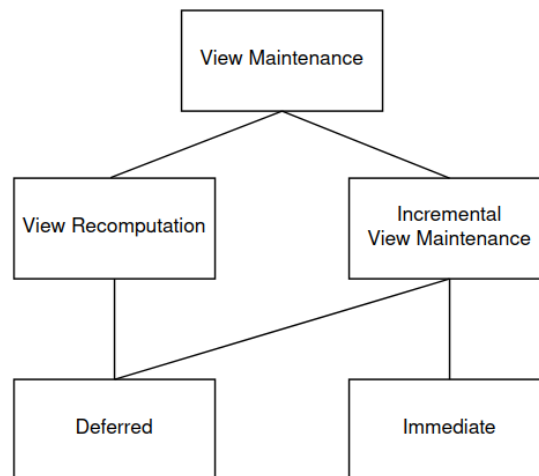 View Maintenance
View Recomputation
Incremental
View Maintenance
Deferred
Immediate